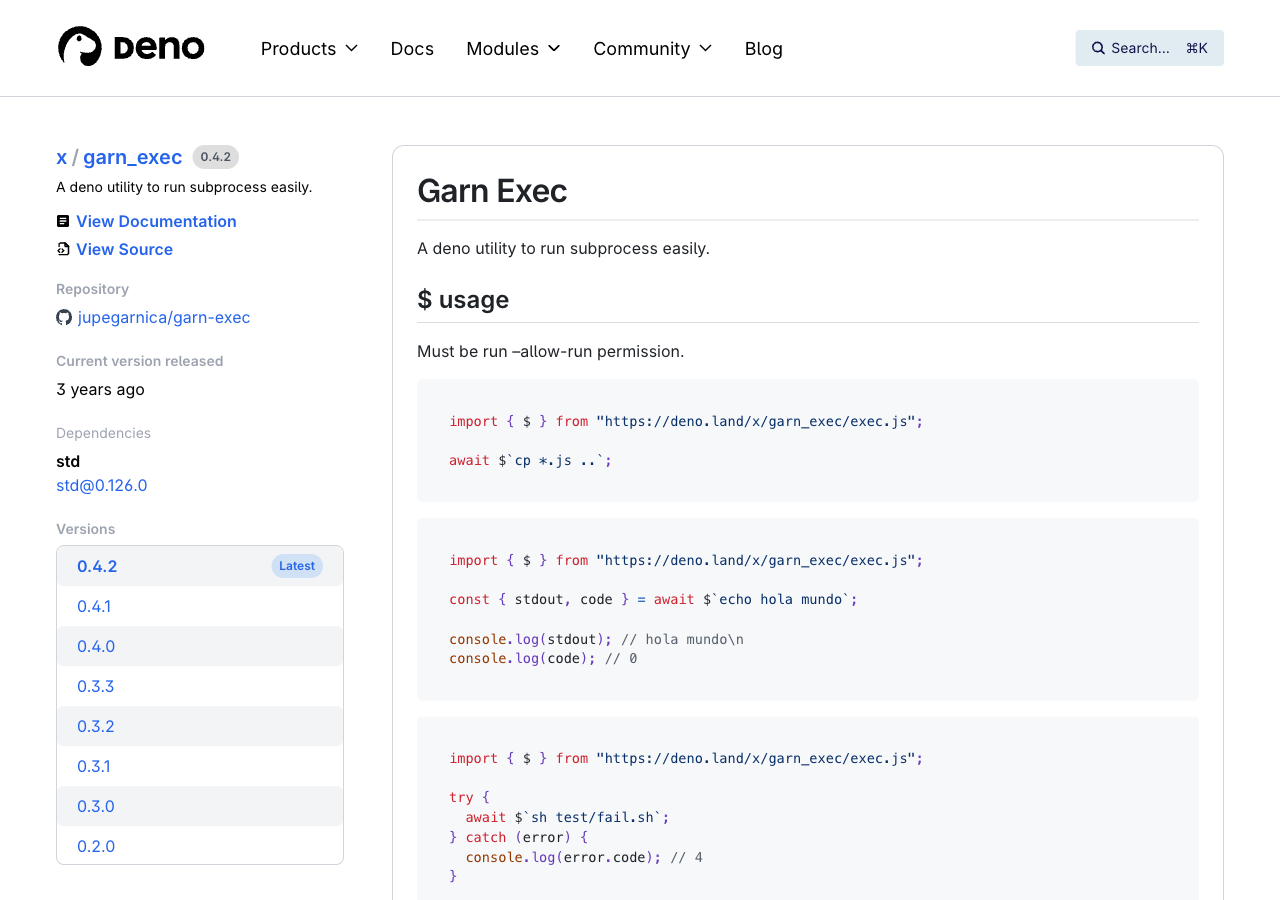 DENO
Products
Docs
Modules
Community
Blog
Search... ⌘K
x / garn_exec 0.4.2
A deno utility to run subprocess easily.
View Documentation
View Source
Repository
jupegarnica/garn-exec
Current version released
3 years ago
Dependencies
std
std@0.126.0
Versions
0.4.2 Latest
0.4.1
0.4.0
0.3.3
0.3.2
0.3.1
0.3.0
0.2.0
Garn Exec
A deno utility to run subprocess easily.
$ usage
Must be run –allow-run permission.
import { $ } from "https://deno.land/x/garn_exec/exec.js";
await $`cp *.js ..`;
import { $ } from "https://deno.land/x/garn_exec/exec.js";
const { stdout, code } = await $`echo hola mundo`;
console.log(stdout); // hola mundo\n
console.log(code); // 0
import { $ } from "https://deno.land/x/garn_exec/exec.js";
try {
  await $`sh test/fail.sh`;
} catch (error) {
  console.log(error.code); // 4
}